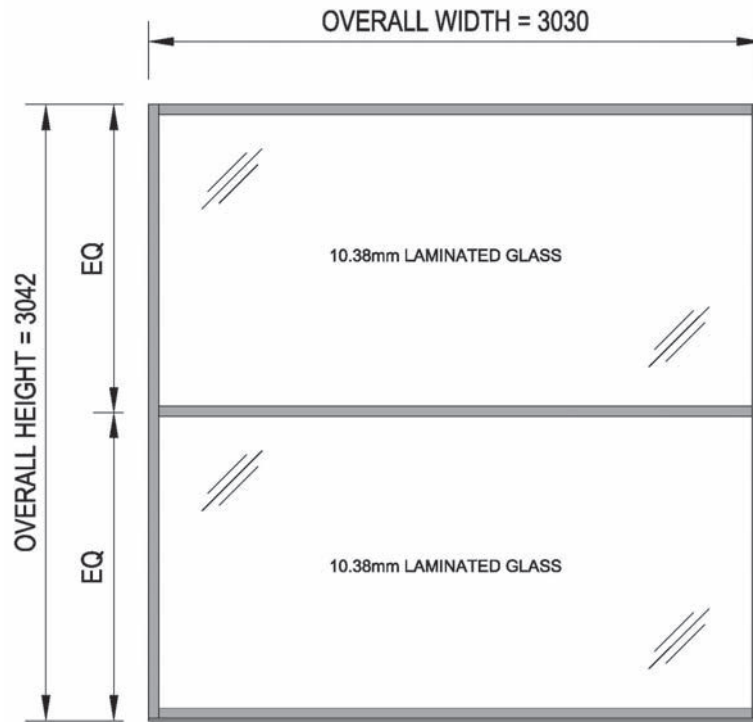 OVERALL WIDTH = 3030
OVERALL HEIGHT = 3042
EQ
10.38mm LAMINATED GLASS
EQ
10.38mm LAMINATED GLASS